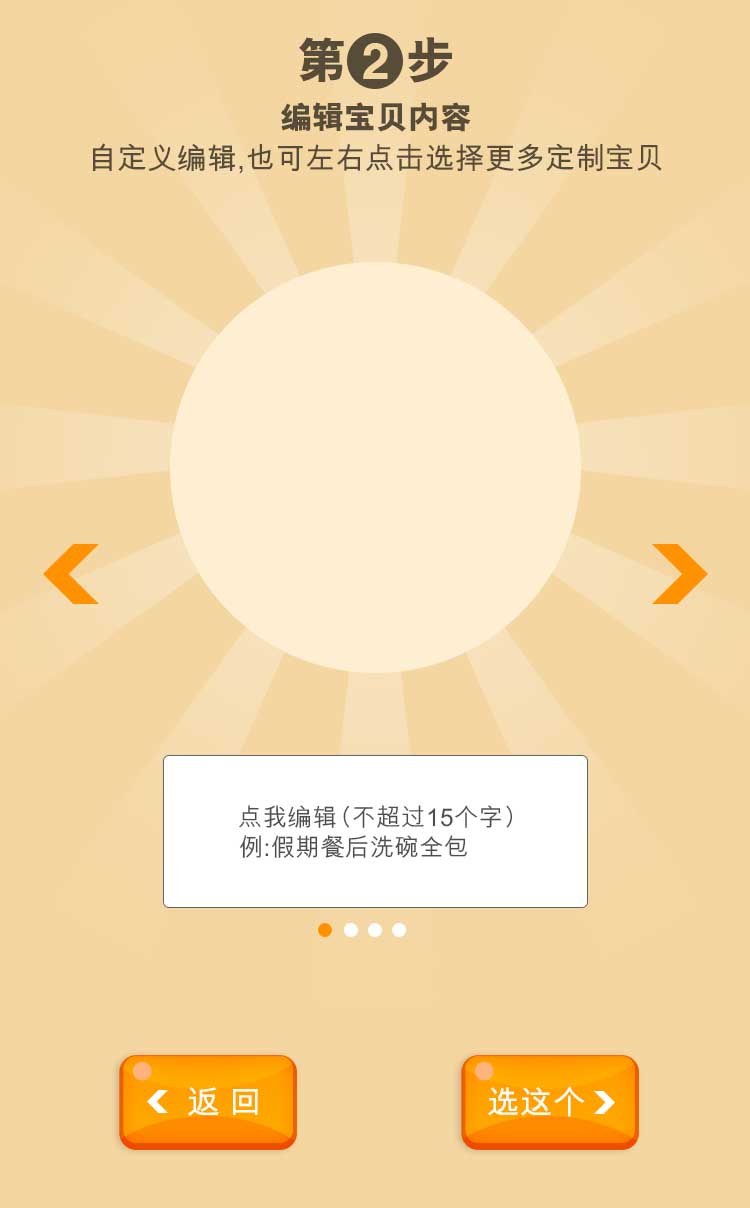 第2步
编辑宝贝内容
自定义编辑,也可左右点击选择更多定制宝贝
点我编辑(不超过15个字)
例:假期餐后洗碗全包
返回
选这个